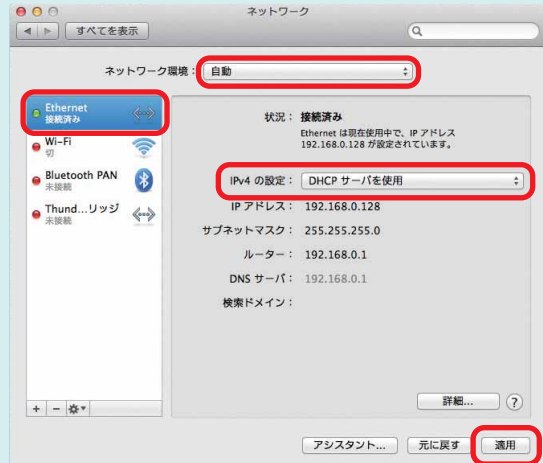 ネットワーク
すべてを表示
ネットワーク環境： 自動
Ethernet
接続済み
Wi-Fi
切
Bluetooth PAN
未接続
Thund…リッジ
未接続
状況： 接続済み
Ethernet は現在使用中で、IP アドレス
192.168.0.128 が設定されています。
IPv4 の設定： DHCP サーバを使用
IP アドレス： 192.168.0.128
サブネットマスク： 255.255.255.0
ルーター： 192.168.0.1
DNS サーバ： 192.168.0.1
検索ドメイン：
詳細... ?
+ −
アシスタント... 元に戻す 適用